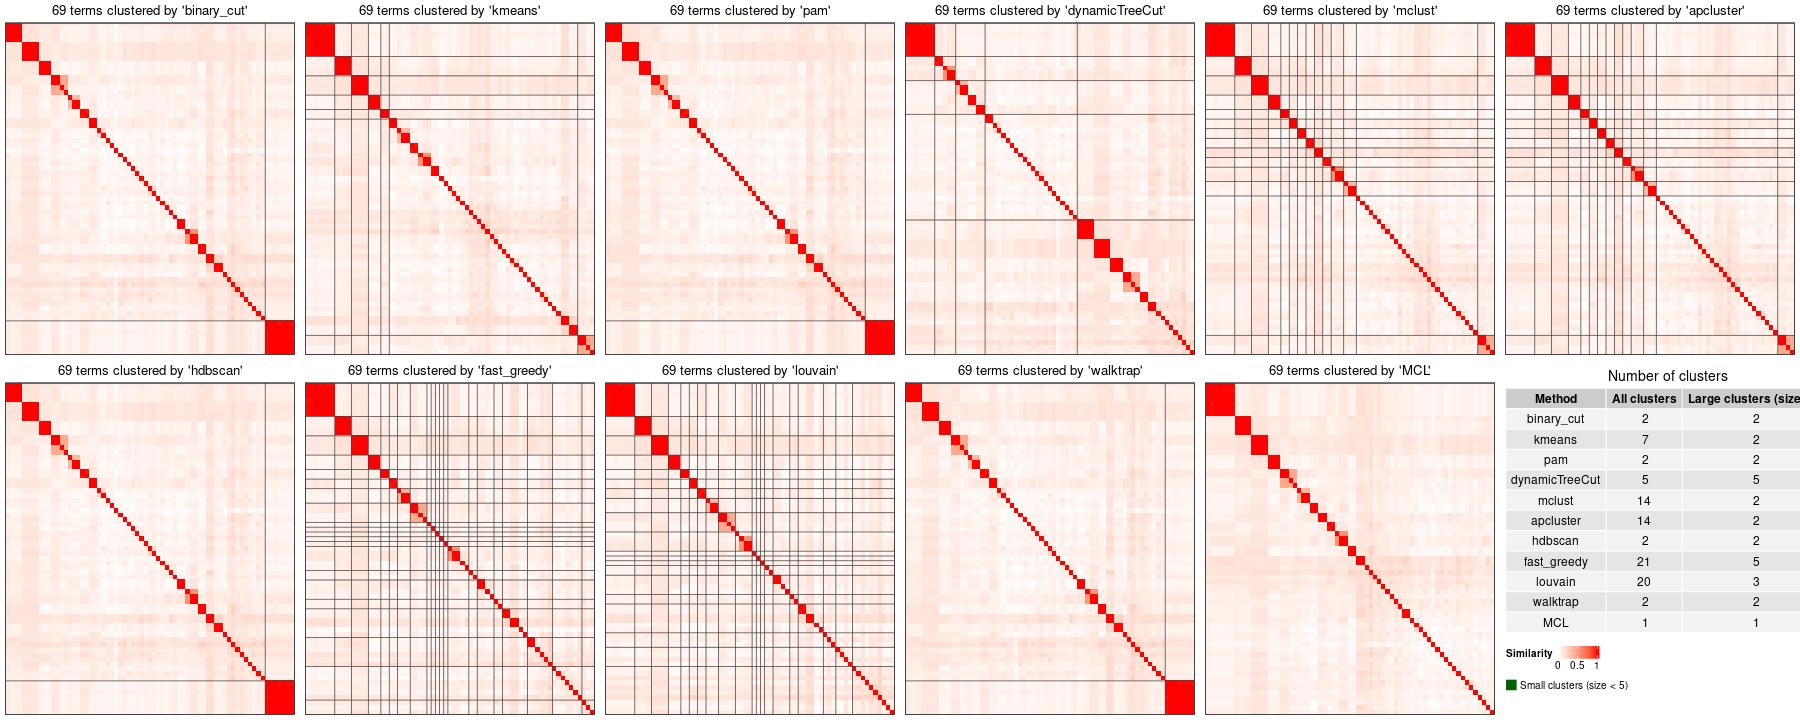 69 terms clustered by 'binary_cut'
69 terms clustered by 'kmeans'
69 terms clustered by 'pam'
69 terms clustered by 'dynamicTreeCut'
69 terms clustered by 'mclust'
69 terms clustered by 'apcluster'
69 terms clustered by 'hdbscan'
69 terms clustered by 'fast_greedy'
69 terms clustered by 'louvain'
69 terms clustered by 'walktrap'
69 terms clustered by 'MCL'
Number of clusters
Method All clusters Large clusters (size
binary_cut 2 2
kmeans 7 2
pam 2 2
dynamicTreeCut 5 5
mclust 14 2
apcluster 14 2
hdbscan 2 2
fast_greedy 21 5
louvain 20 3
walktrap 2 2
MCL 1 1
Similarity
0 0.5 1
Small clusters (size < 5)